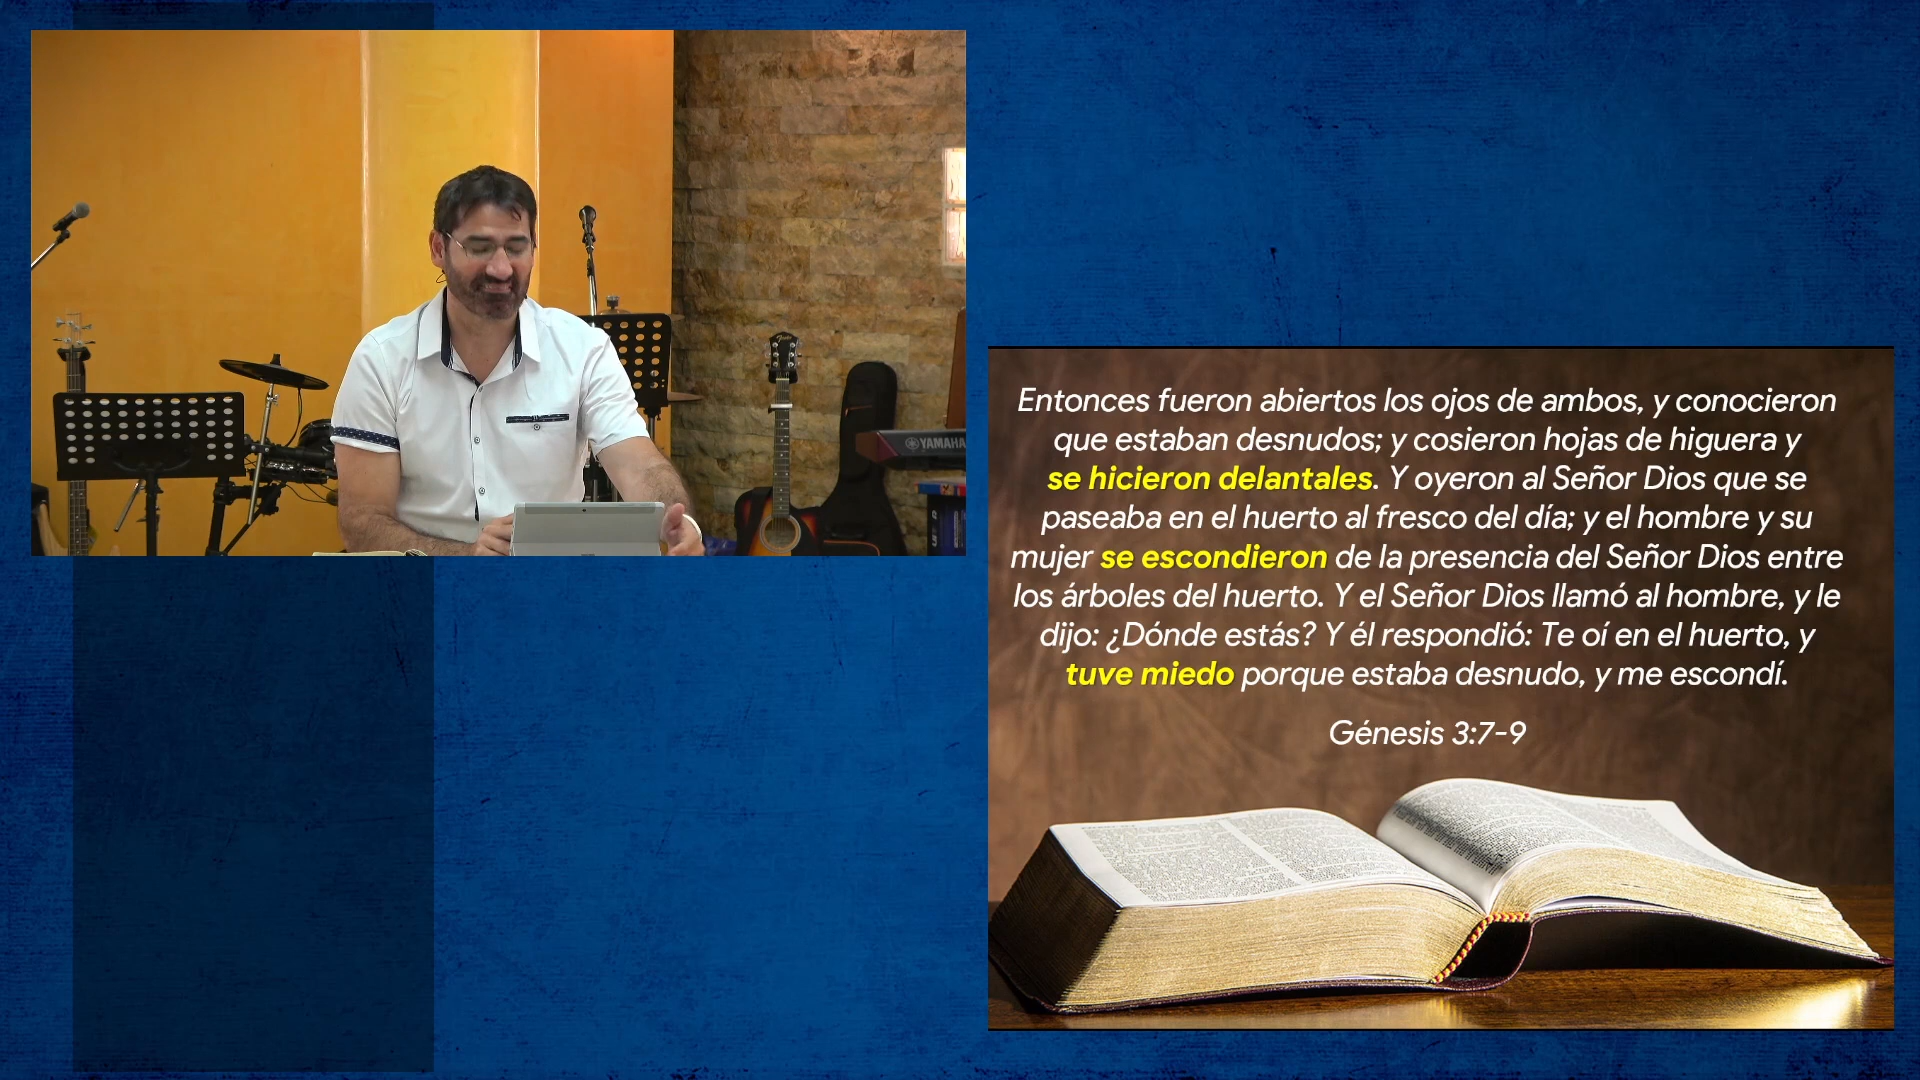 YAMAHA
Entonces fueron abiertos los ojos de ambos, y conocieron
que estaban desnudos; y cosieron hojas de higuera y
se hicieron delantales. Y oyeron al Señor Dios que se
paseaba en el huerto al fresco del día; y el hombre y su
mujer se escondieron de la presencia del Señor Dios entre
los árboles del huerto. Y el Señor Dios llamó al hombre, y le
dijo: ¿Dónde estás? Y él respondió: Te oí en el huerto, y
tuve miedo porque estaba desnudo, y me escondí.
Génesis 3:7-9